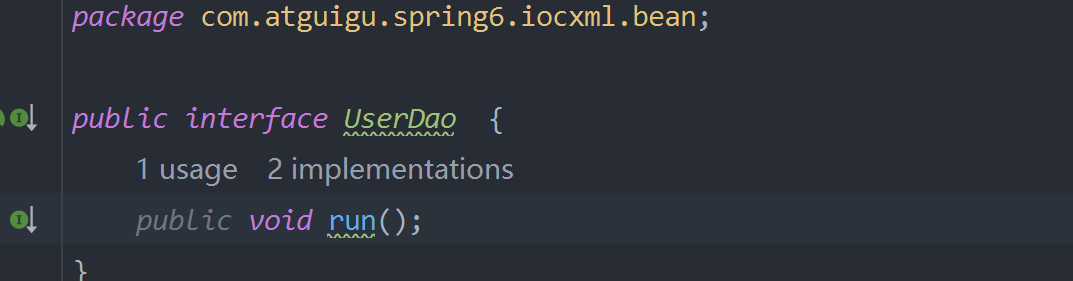 package com.atguigu.spring6.iocxml.bean;
public interface UserDao {
1 usage 2 implementations
public void run();
}